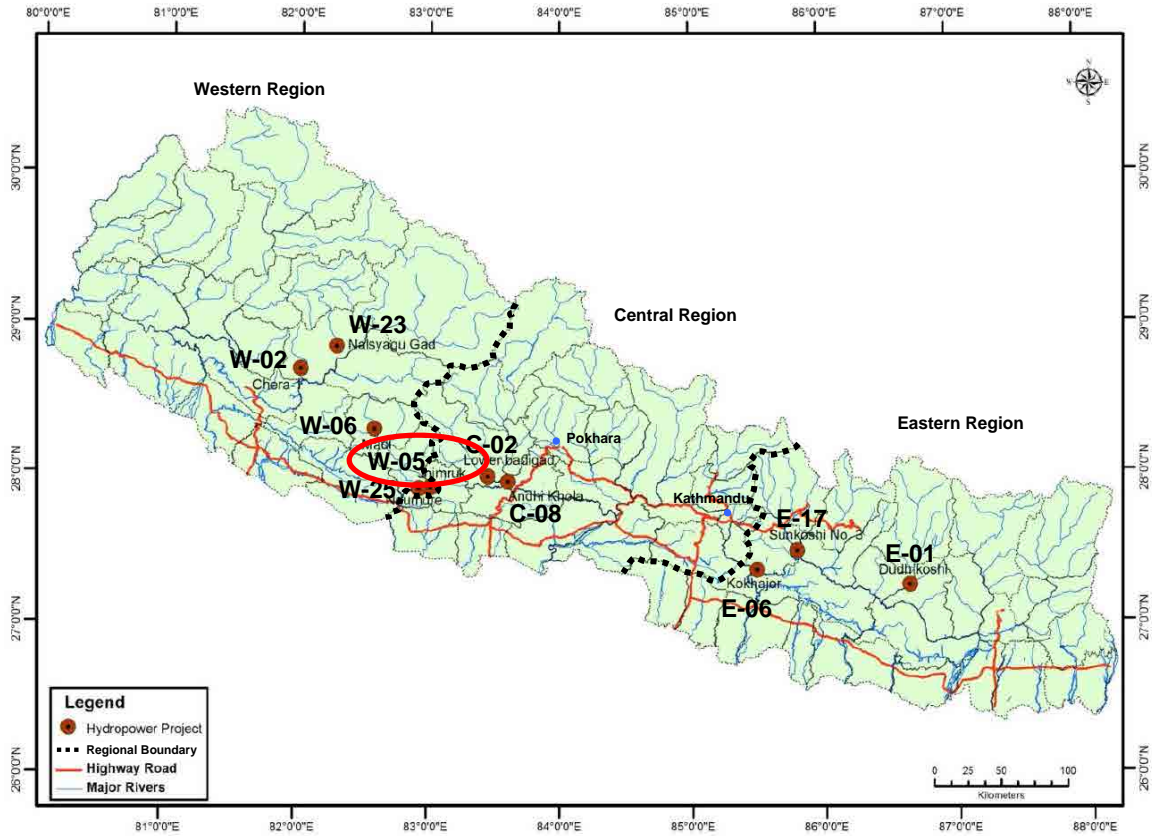 80°0'0"E 81°0'0"E 82°0'0"E 83°0'0"E 84°0'0"E 85°0'0"E 86°0'0"E 87°0'0"E 88°0'0"E
N
E
S
Western Region
30°0'0"N
30°0'0"N
29°0'0"N
29°0'0"N
Central Region
W-23
Nalsyagu Gad
W-02
Chera-1
Eastern Region
W-06
Madi
Pokhara
C-02
Lower badigad
28°0'0"N
28°0'0"N
W-05
Jhimruk
W-25
Naumure
Andhi Khola
C-08
Kathmandu
E-17
Sunkoshi No. 3
E-01
Dudhkoshi
Kokhajor
E-06
27°0'0"N
27°0'0"N
26°0'0"N
26°0'0"N
Legend
Hydropower Project
Regional Boundary
Highway Road
Major Rivers
0 25 50 100
Kilometers
81°0'0"E 82°0'0"E 83°0'0"E 84°0'0"E 85°0'0"E 86°0'0"E 87°0'0"E 88°0'0"E